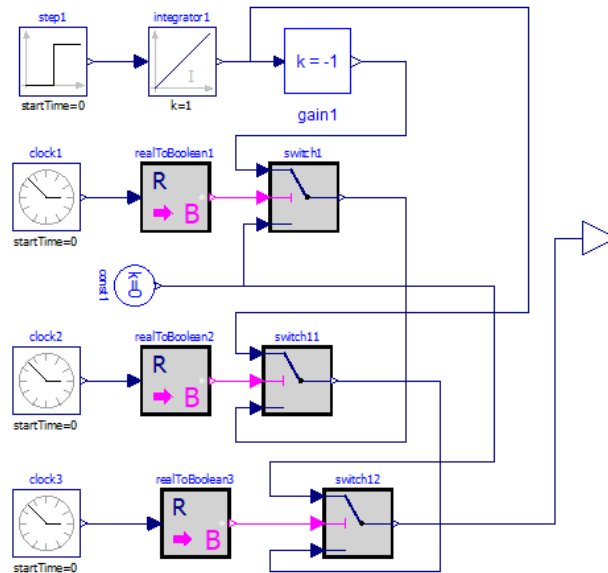 step1
integrator1
I
k = -1
startTime=0
k=1
gain1
clock1
realToBoolean1
switch1
R
B
startTime=0
k=0
const1
clock2
realToBoolean2
switch11
R
B
startTime=0
clock3
realToBoolean3
switch12
R
B
startTime=0